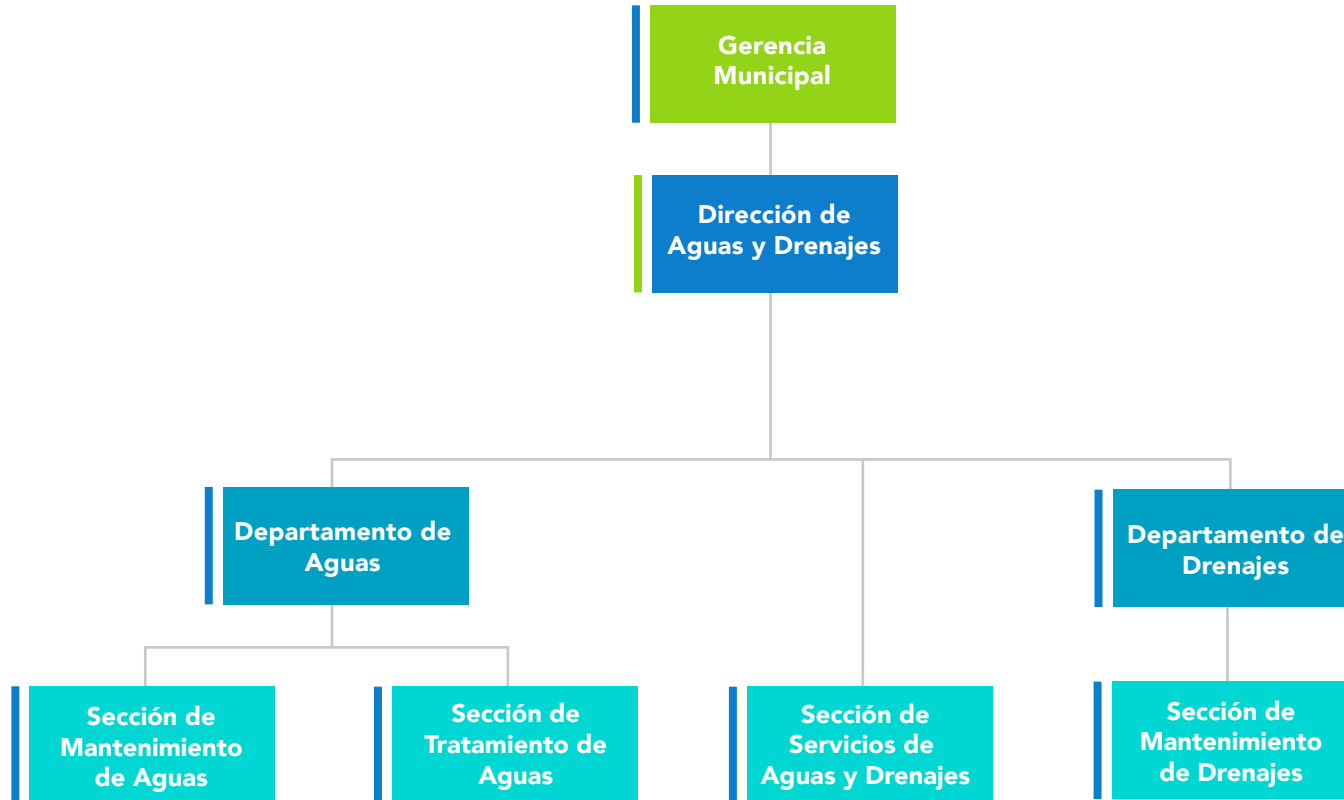 Gerencia
Municipal
Dirección de
Aguas y Drenajes
Departamento de
Aguas
Departamento de
Drenajes
Sección de
Mantenimiento
de Aguas
Sección de
Tratamiento de
Aguas
Sección de
Servicios de
Aguas y Drenajes
Sección de
Mantenimiento
de Drenajes